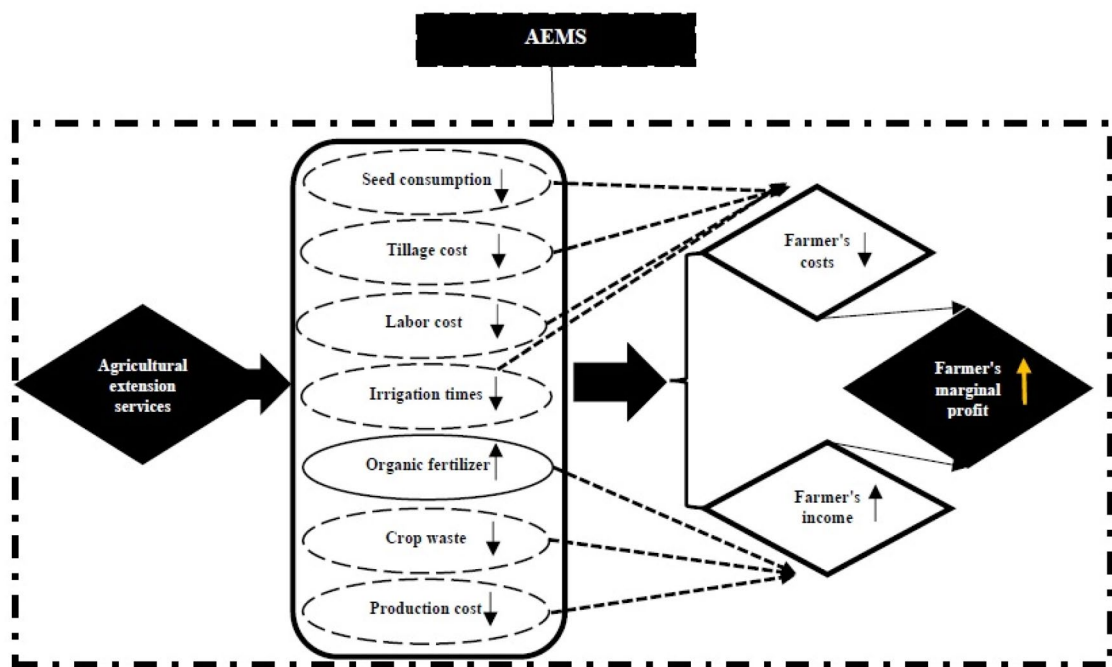 AEMS
Seed consumption
Tillage cost
Labor cost
Irrigation times
Organic fertilizer
Crop waste
Production cost
Agricultural
extension
services
Farmer's
costs
Farmer's
marginal
profit
Farmer's
income